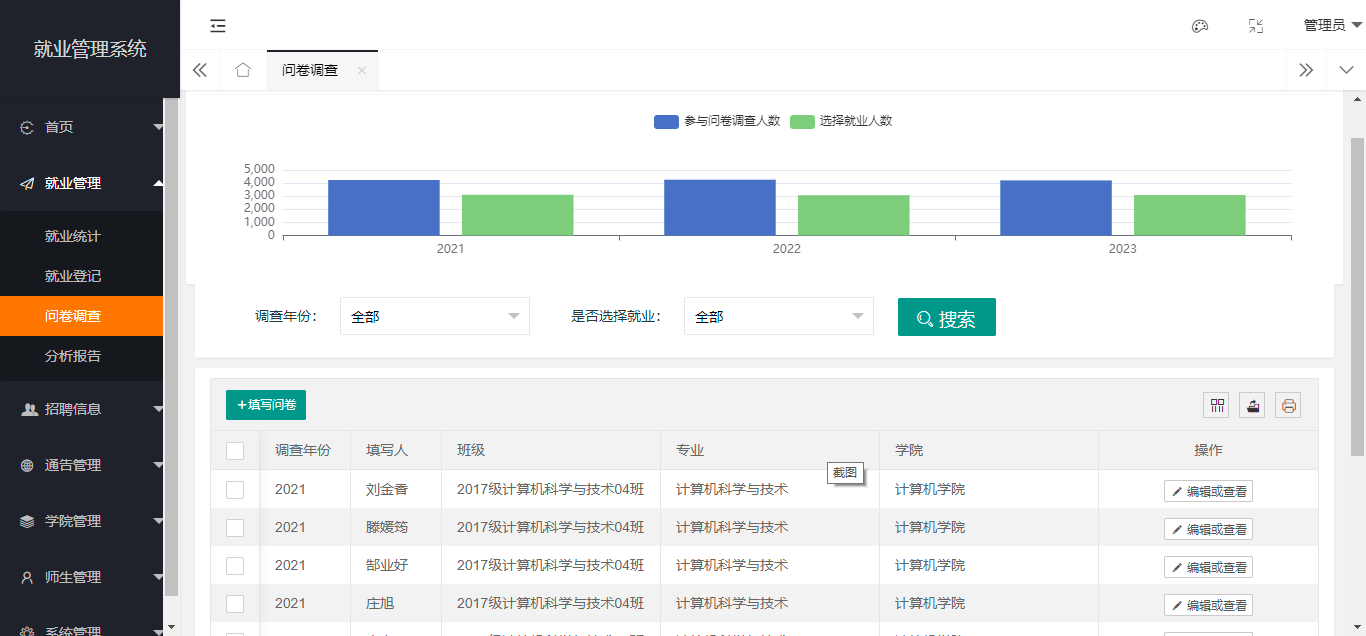 就业管理系统
管理员
问卷调查
首页
就业管理
就业统计
就业登记
问卷调查
分析报告
招聘信息
通告管理
学院管理
师生管理
系统管理
参与问卷调查人数 选择就业人数
5,000
4,000
3,000
2,000
1,000
0
2021 2022 2023
调查年份: 全部 是否选择就业: 全部 搜索
+填写问卷
调查年份 填写人 班级 专业 学院 操作
截图
2021 刘金香 2017级计算机科学与技术04班 计算机科学与技术 计算机学院 编辑或查看
2021 滕媛筠 2017级计算机科学与技术04班 计算机科学与技术 计算机学院 编辑或查看
2021 郜业好 2017级计算机科学与技术04班 计算机科学与技术 计算机学院 编辑或查看
2021 庄旭 2017级计算机科学与技术04班 计算机科学与技术 计算机学院 编辑或查看